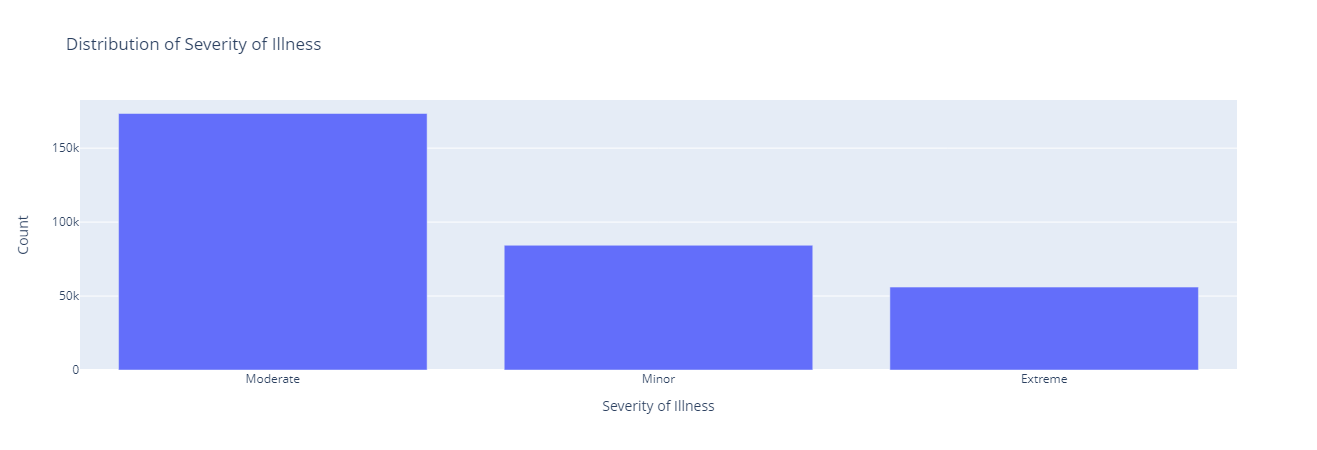 Distribution of Severity of Illness
150k
100k
50k
0
Count
Moderate Minor Extreme
Severity of Illness